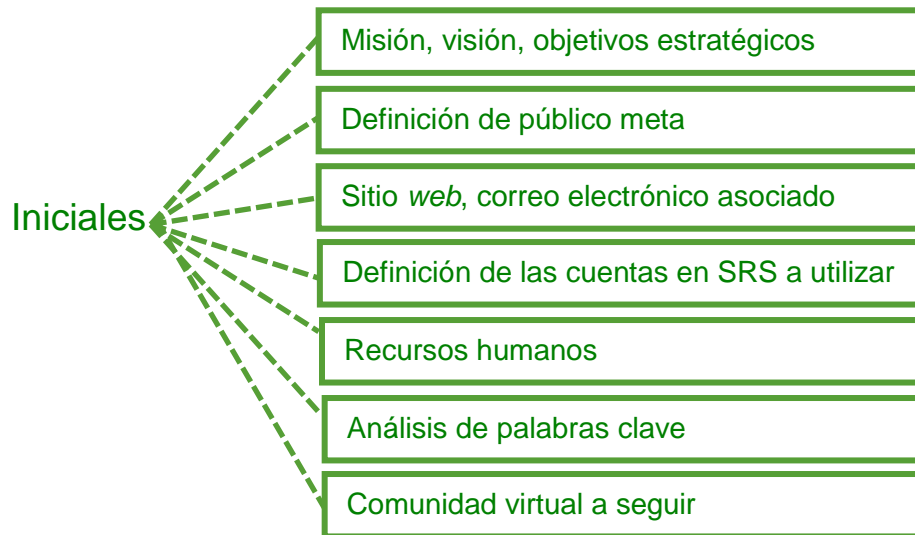 Misión, visión, objetivos estratégicos
Definición de público meta
Sitio web, correo electrónico asociado
Iniciales
Definición de las cuentas en SRS a utilizar
Recursos humanos
Análisis de palabras clave
Comunidad virtual a seguir